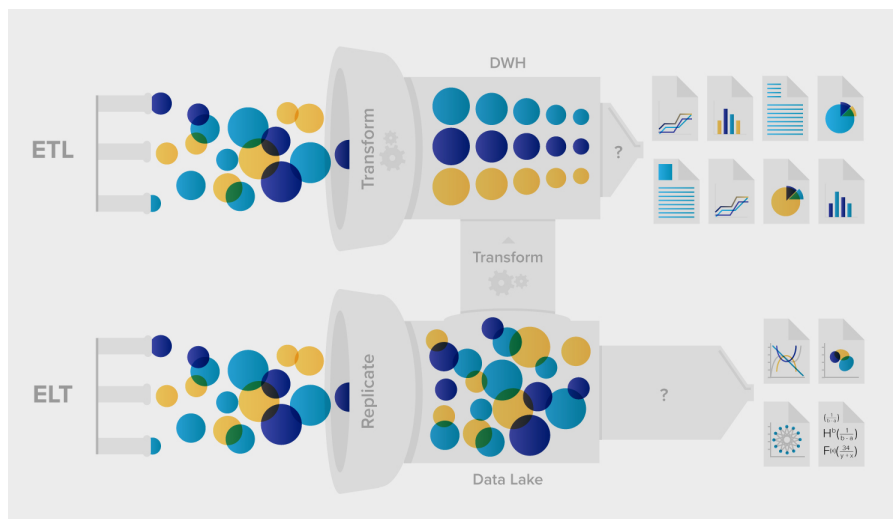 DWH
ETL
Transform
?
Transform
ELT
Replicate
?
Data Lake